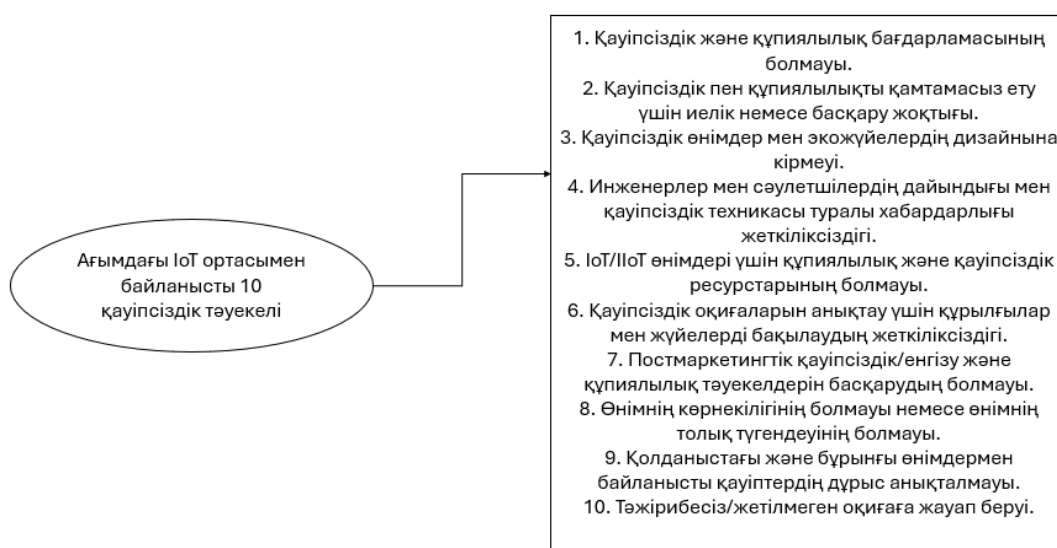 Ағымдағы IoT ортасымен
байланысты 10
қауіпсіздік тәуекелі
1. Қауіпсіздік және құпиялылық бағдарламасының
болмауы.
2. Қауіпсіздік пен құпиялылықты қамтамасыз ету
үшін иелік немесе басқару жоқтығы.
3. Қауіпсіздік өнімдер мен экожүйелердің дизайнына
кірмеуі.
4. Инженерлер мен сәулетшілердің дайындығы мен
қауіпсіздік техникасы туралы хабардарлығы
жеткіліксіздігі.
5. IoT/IIoT өнімдері үшін құпиялылық және қауіпсіздік
ресурстарының болмауы.
6. Қауіпсіздік оқиғаларын анықтау үшін құрылғылар
мен жүйелерді бақылаудың жеткіліксіздігі.
7. Постмаркетингтік қауіпсіздік/енгізу және
құпиялылық тәуекелдерін басқарудың болмауы.
8. Өнімнің көрнекілігінің болмауы немесе өнімнің
толық түгендеуінің болмауы.
9. Қолданыстағы және бұрынғы өнімдермен
байланысты қауіптердің дұрыс анықталмауы.
10. Тәжірибесіз/жетілмеген оқиғаға жауап беруі.